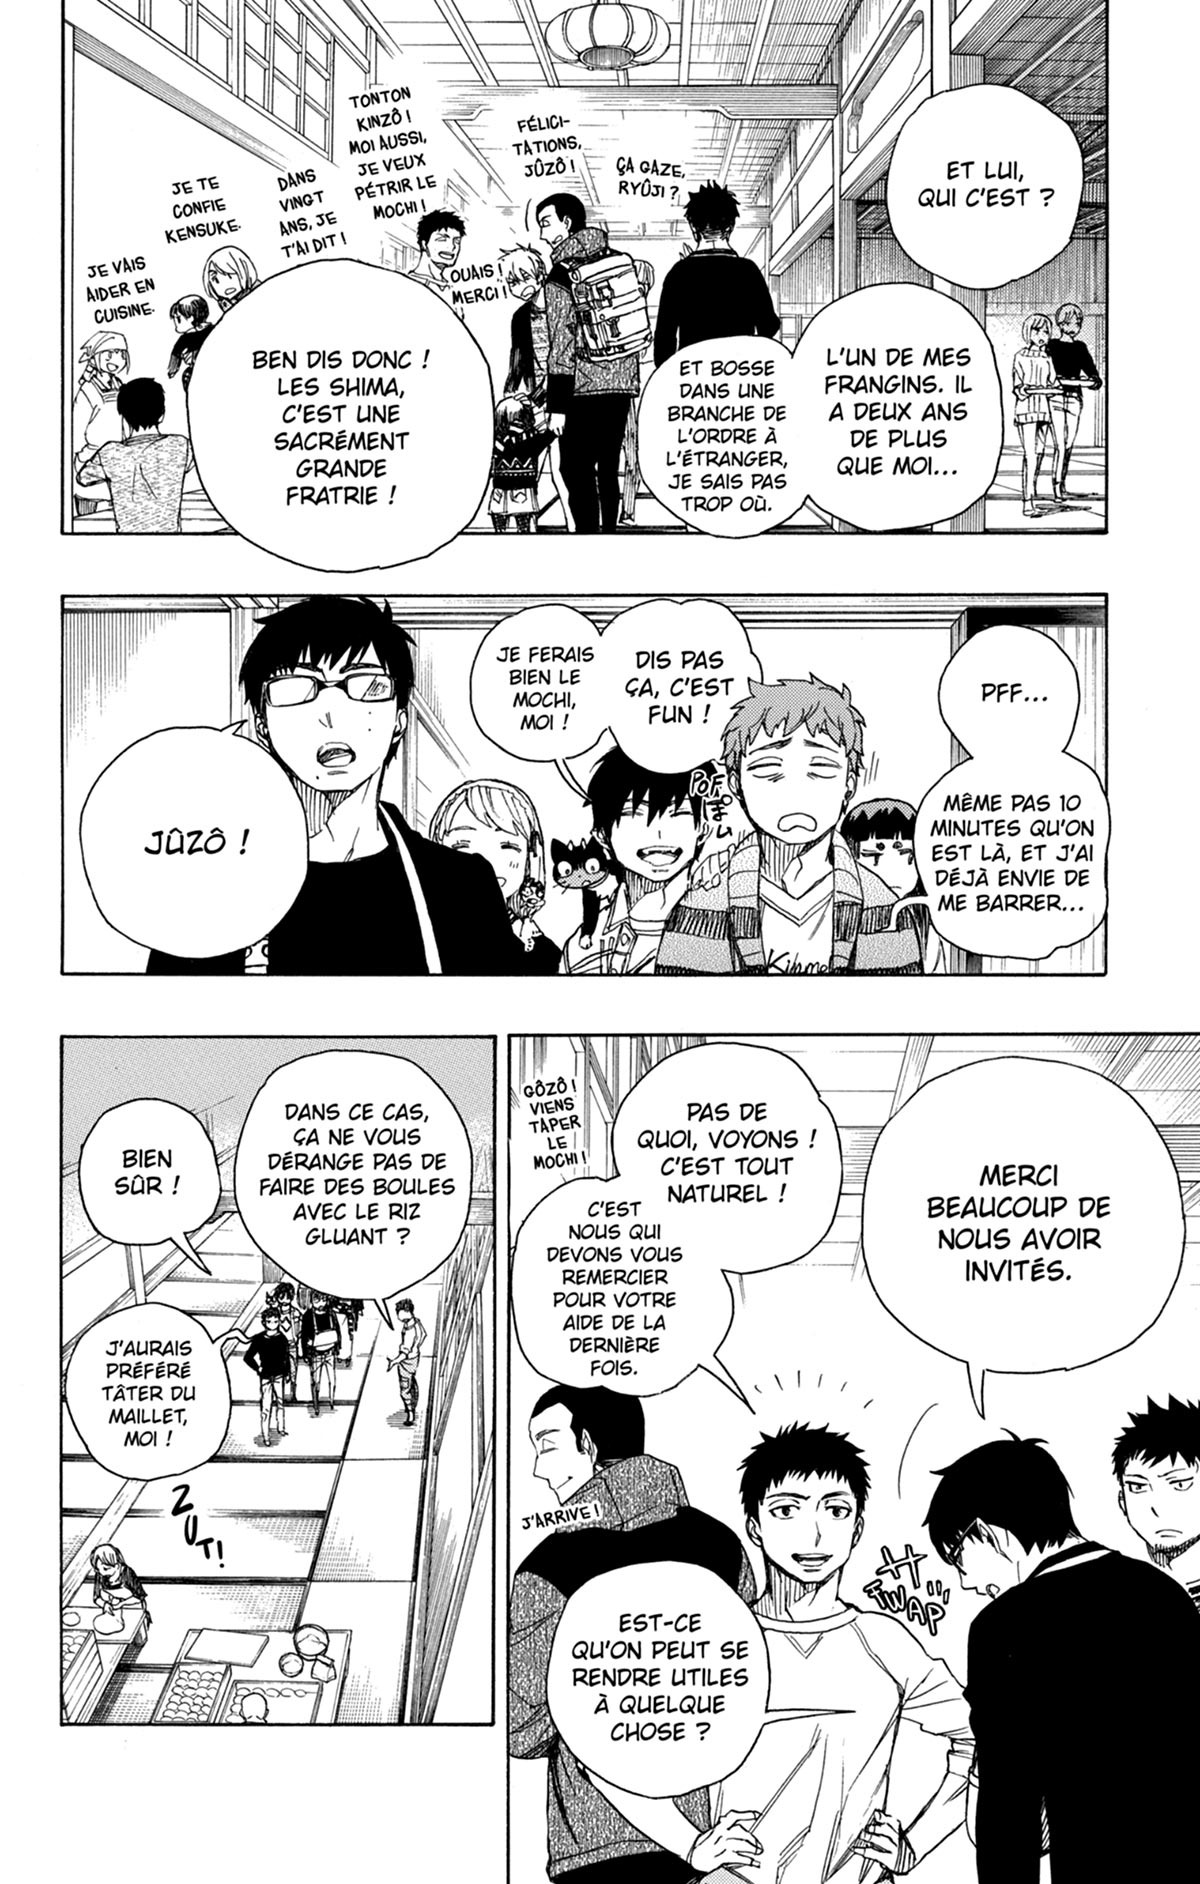 ET LUI,
QUI C'EST ?
L'UN DE MES
FRANGINS. IL
A DEUX ANS
DE PLUS
QUE MOI...
ET BOSSE
DANS UNE
BRANCHE DE
L'ORDRE À
L'ÉTRANGER,
JE SAIS PAS
TROP OÙ.
ÇA GAZE,
RYÛJI ?
FÉLICI-
TATIONS,
JÛZÔ !
OUAIS !
MERCI !
TONTON
KINZÔ !
MOI AUSSI,
JE VEUX
PÉTRIR LE
MOCHI !
DANS
VINGT
ANS, JE
T'AI DIT !
JE TE
CONFIE
KENSUKE.
JE VAIS
AIDER EN
CUISINE.
BEN DIS DONC !
LES SHIMA,
C'EST UNE
SACRÉMENT
GRANDE
FRATRIE !
PFF...
MÊME PAS 10
MINUTES QU'ON
EST LÀ, ET J'AI
DÉJÀ ENVIE DE
ME BARRER...
DIS PAS
ÇA, C'EST
FUN !
JE FERAIS
BIEN LE
MOCHI,
MOI !
POF
ぽん
JÛZÔ !
MERCI
BEAUCOUP DE
NOUS AVOIR
INVITÉS.
PAS DE
QUOI, VOYONS !
C'EST TOUT
NATUREL !
C'EST
NOUS QUI
DEVONS VOUS
REMERCIER
POUR VOTRE
AIDE DE LA
DERNIÈRE
FOIS.
GÔZÔ !
VIENS
TAPER
LE
MOCHI !
J'ARRIVE !
FWAP
EST-CE
QU'ON PEUT SE
RENDRE UTILES
À QUELQUE
CHOSE ?
DANS CE CAS,
ÇA NE VOUS
DÉRANGE PAS DE
FAIRE DES BOULES
AVEC LE RIZ
GLUANT ?
BIEN
SÛR !
J'AURAIS
PRÉFÉRÉ
TÂTER DU
MAILLET,
MOI !
ZUT!